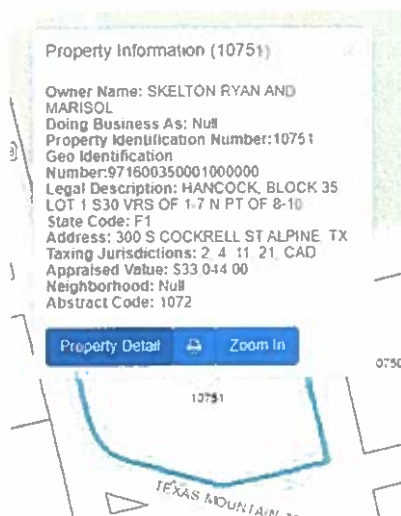 Property Information (10751)
Owner Name: SKELTON RYAN AND
MARISOL
Doing Business As: Null
Property Identification Number:10751
Geo Identification
Number:971600350001000000
Legal Description: HANCOCK, BLOCK 35,
LOT 1 S30 VRS OF 1-7 N PT OF 8-10
State Code: F1
Address: 300 S COCKRELL ST ALPINE, TX
Taxing Jurisdictions: 2, 4, 11, 21, CAD
Appraised Value: $33,044.00
Neighborhood: Null
Abstract Code: 1072
Property Detail Zoom In
0750
10751
TEXAS MOUNTAIN